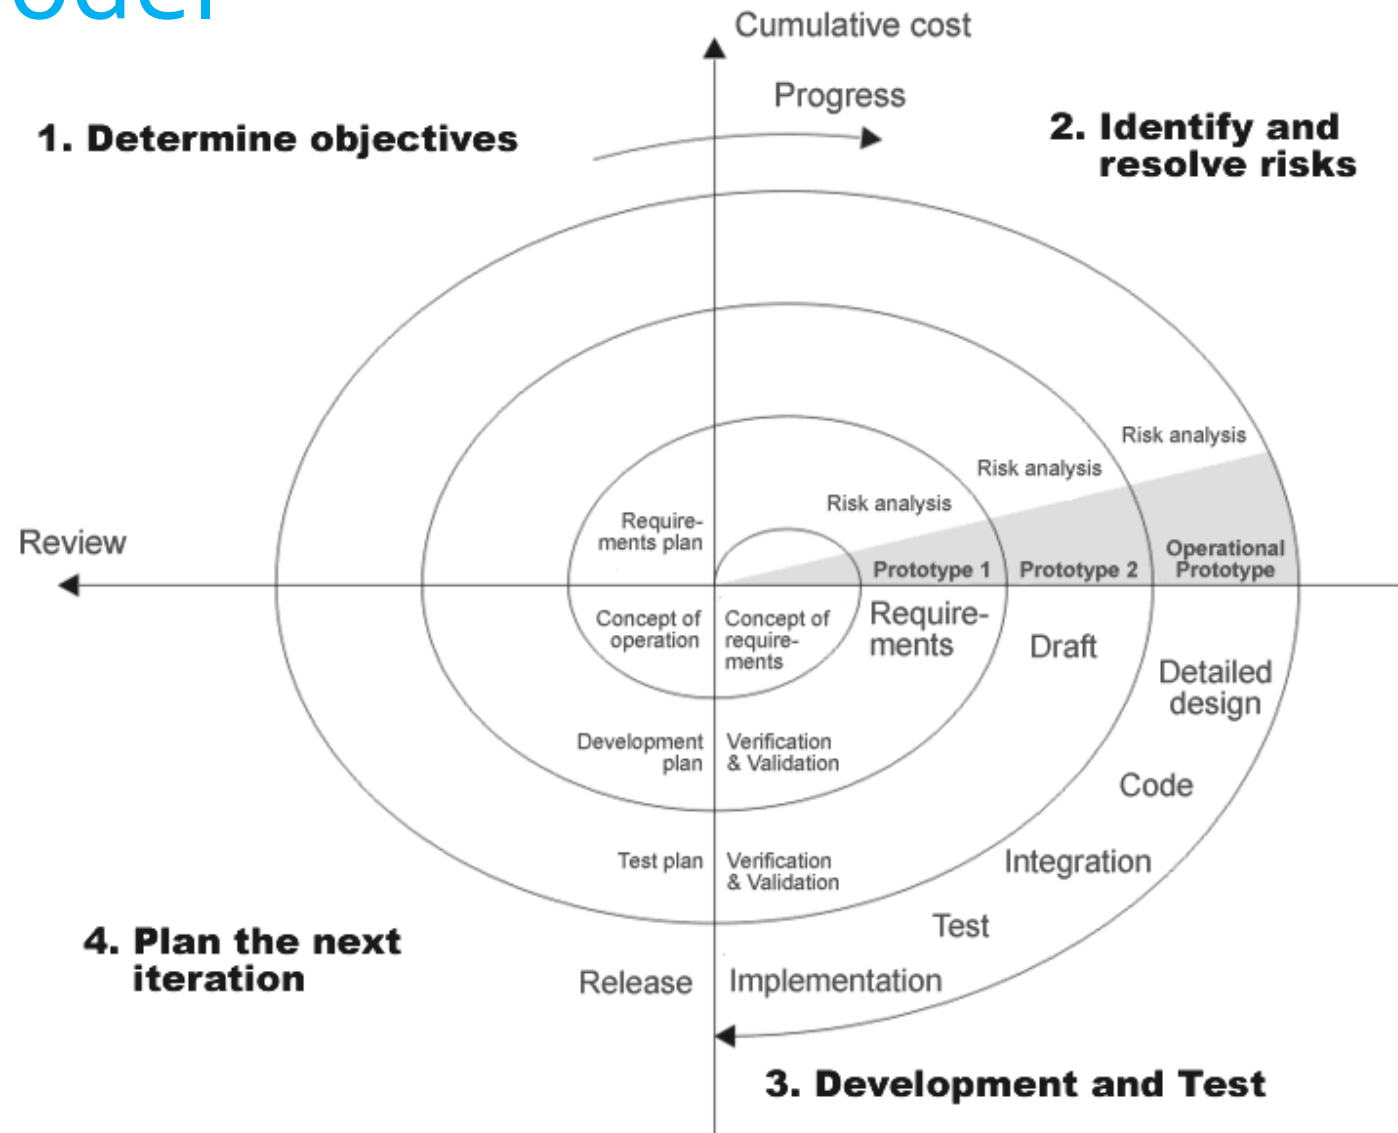 Cumulative cost
Progress
1. Determine objectives
2. Identify and
resolve risks
Risk analysis
Risk analysis
Risk analysis
Require-
ments plan
Review
Operational
Prototype
Prototype 1
Prototype 2
Concept of
operation
Concept of
require-
ments
Require-
ments
Draft
Detailed
design
Development
plan
Verification
& Validation
Code
Test plan
Verification
& Validation
Integration
Test
4. Plan the next
iteration
Release
Implementation
3. Development and Test